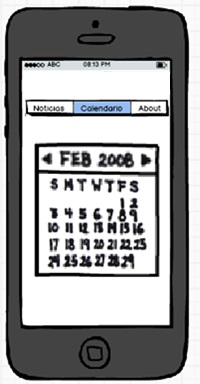 ABC 08:13 PM
Noticias Calendario About
FEB 2008
S M T W T F S
1 2
3 4 5 6 7 8 9
10 11 12 13 14 15 16
17 18 19 20 21 22 23
24 25 26 27 28 29